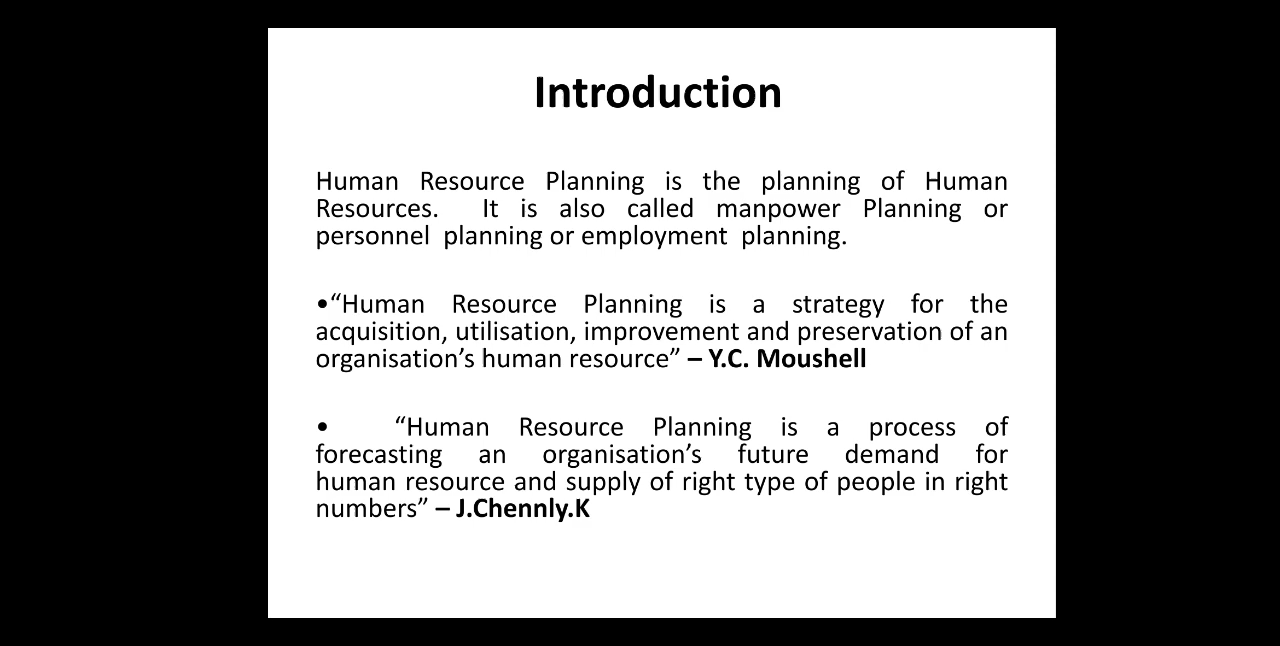 Introduction
Human Resource Planning is the planning of Human
Resources. It is also called manpower Planning or
personnel planning or employment planning.
•“Human Resource Planning is a strategy for the
acquisition, utilisation, improvement and preservation of an
organisation’s human resource” – Y.C. Moushell
• “Human Resource Planning is a process of
forecasting an organisation’s future demand for
human resource and supply of right type of people in right
numbers” – J.Chennly.K